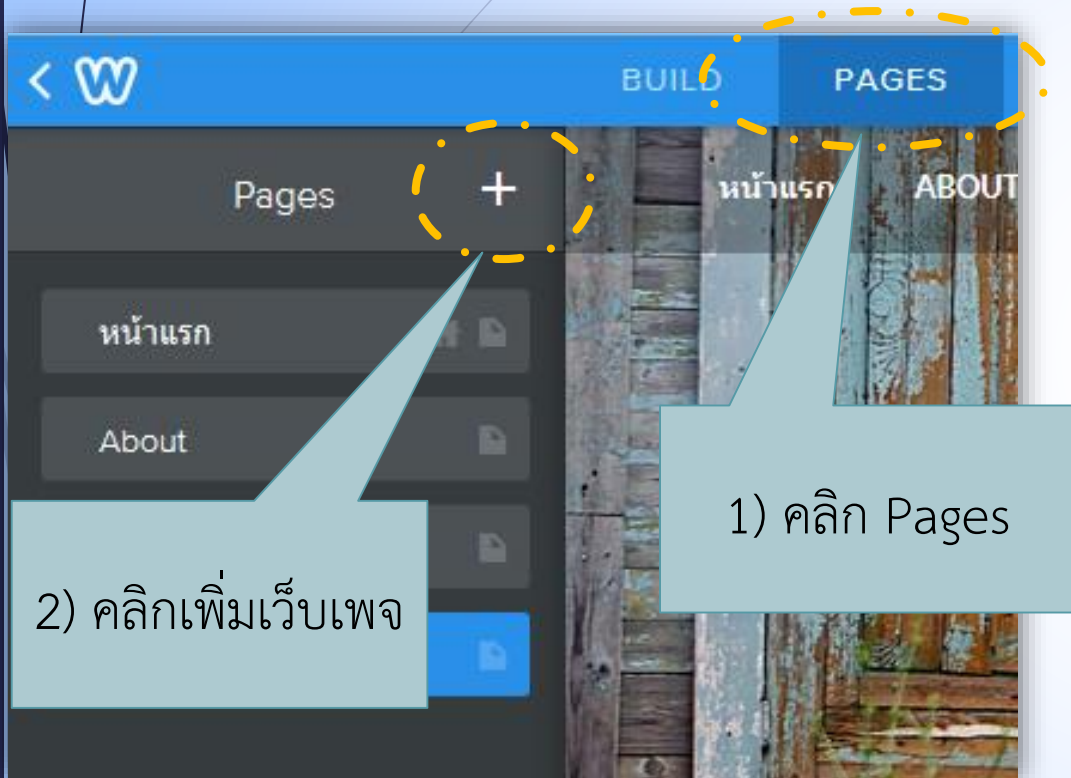 BUILD
PAGES
Pages
+
หน้าแรก
ABOUT
หน้าแรก
About
1) คลิก Pages
2) คลิกเพิ่มเว็บเพจ